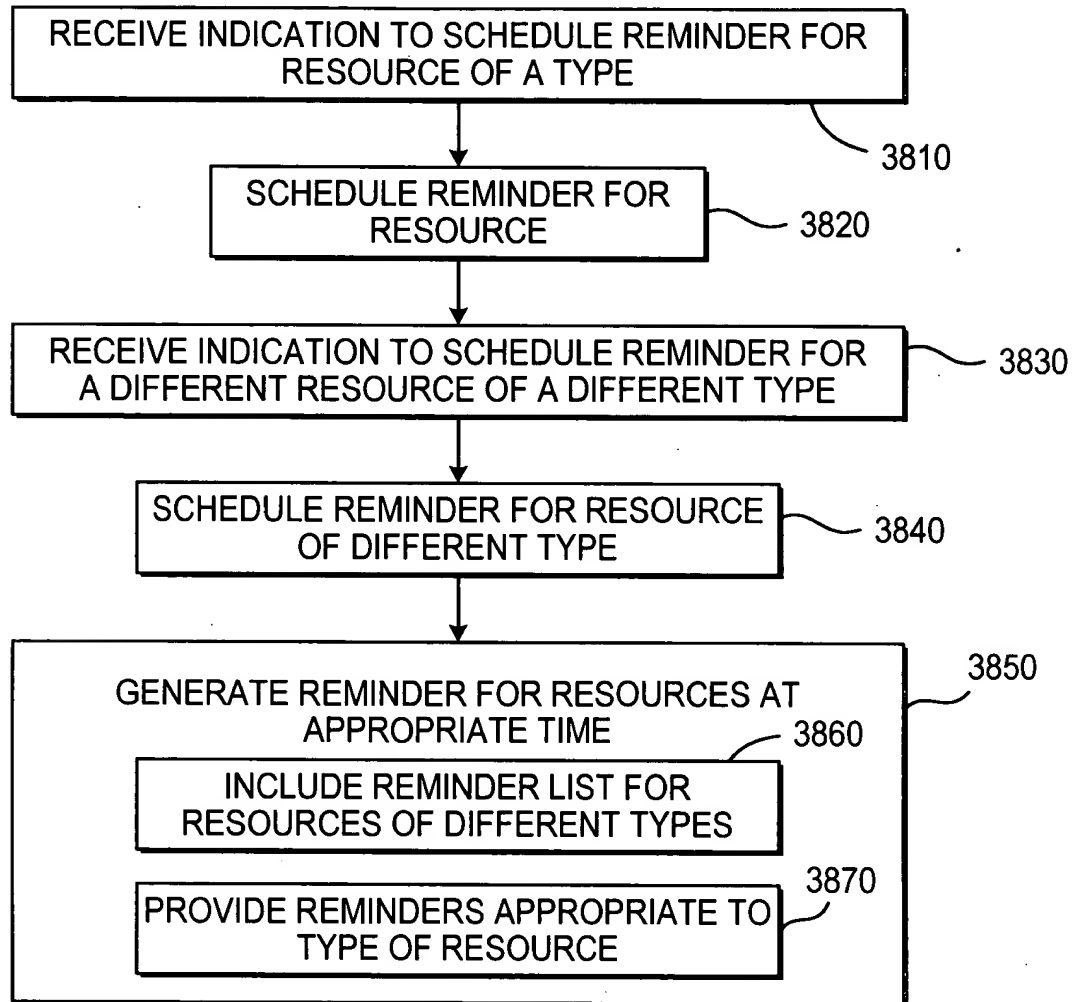 RECEIVE INDICATION TO SCHEDULE REMINDER FOR
RESOURCE OF A TYPE
3810
SCHEDULE REMINDER FOR
RESOURCE
3820
RECEIVE INDICATION TO SCHEDULE REMINDER FOR
A DIFFERENT RESOURCE OF A DIFFERENT TYPE
3830
SCHEDULE REMINDER FOR RESOURCE
OF DIFFERENT TYPE
3840
3850
GENERATE REMINDER FOR RESOURCES AT
APPROPRIATE TIME
3860
INCLUDE REMINDER LIST FOR
RESOURCES OF DIFFERENT TYPES
3870
PROVIDE REMINDERS APPROPRIATE TO
TYPE OF RESOURCE